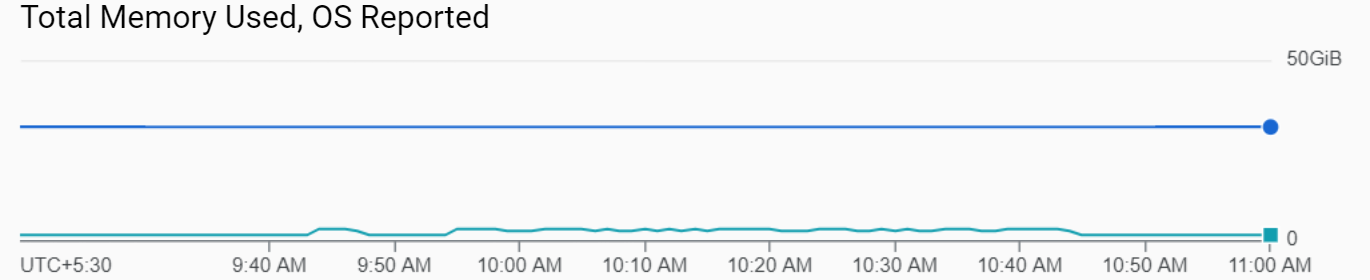 Total Memory Used, OS Reported
50GiB
0
UTC+5:30 9:40 AM 9:50 AM 10:00 AM 10:10 AM 10:20 AM 10:30 AM 10:40 AM 10:50 AM 11:00 AM